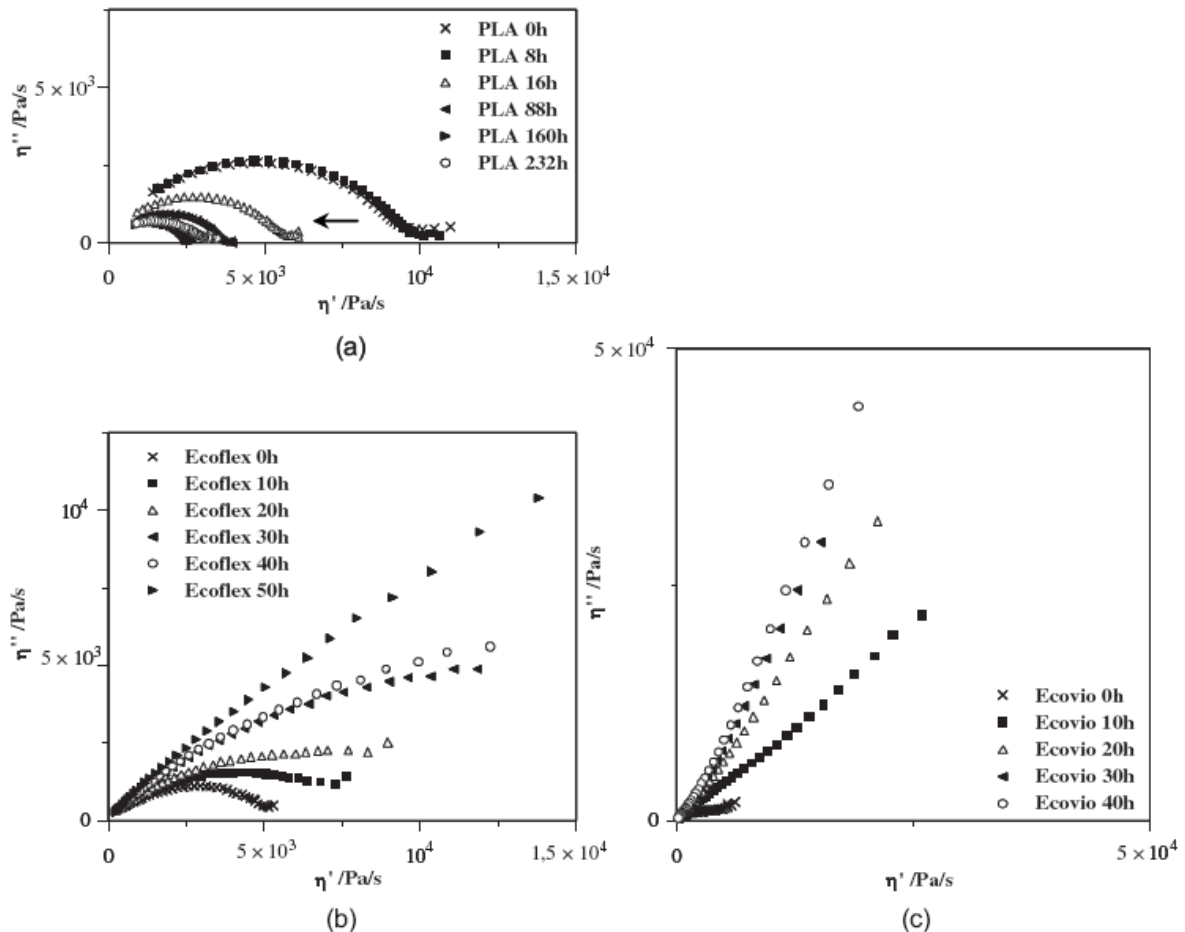 η'' /Pa/s
5 × 10³
0
PLA 0h
PLA 8h
PLA 16h
PLA 88h
PLA 160h
PLA 232h
0
5 × 10³
10⁴
1,5 × 10⁴
η' /Pa/s
(a)
η'' /Pa/s
10⁴
5 × 10³
0
Ecoflex 0h
Ecoflex 10h
Ecoflex 20h
Ecoflex 30h
Ecoflex 40h
Ecoflex 50h
0
5 × 10³
10⁴
1,5 × 10⁴
η' /Pa/s
(b)
5 × 10⁴
η'' /Pa/s
0
Ecovio 0h
Ecovio 10h
Ecovio 20h
Ecovio 30h
Ecovio 40h
0
5 × 10⁴
η' /Pa/s
(c)